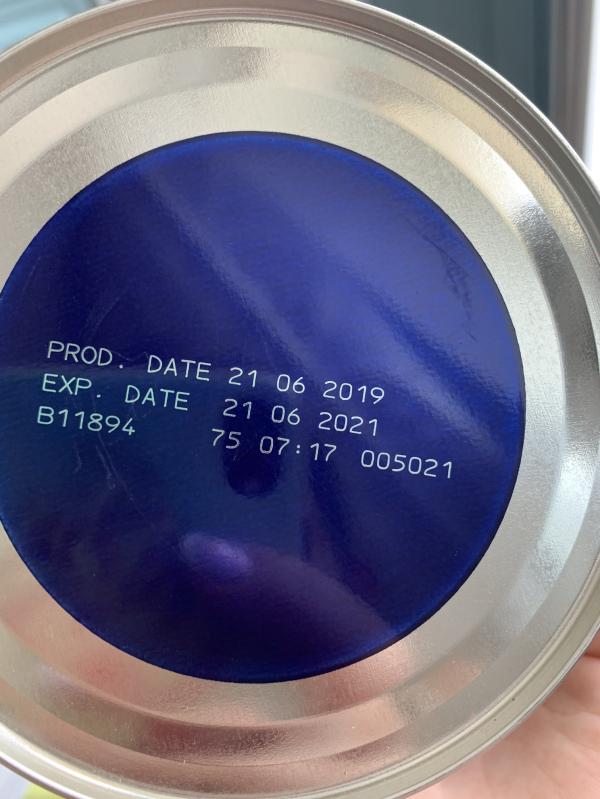 PROD. DATE 21 06 2019
EXP. DATE 21 06 2021
B11894 75 07:17 005021